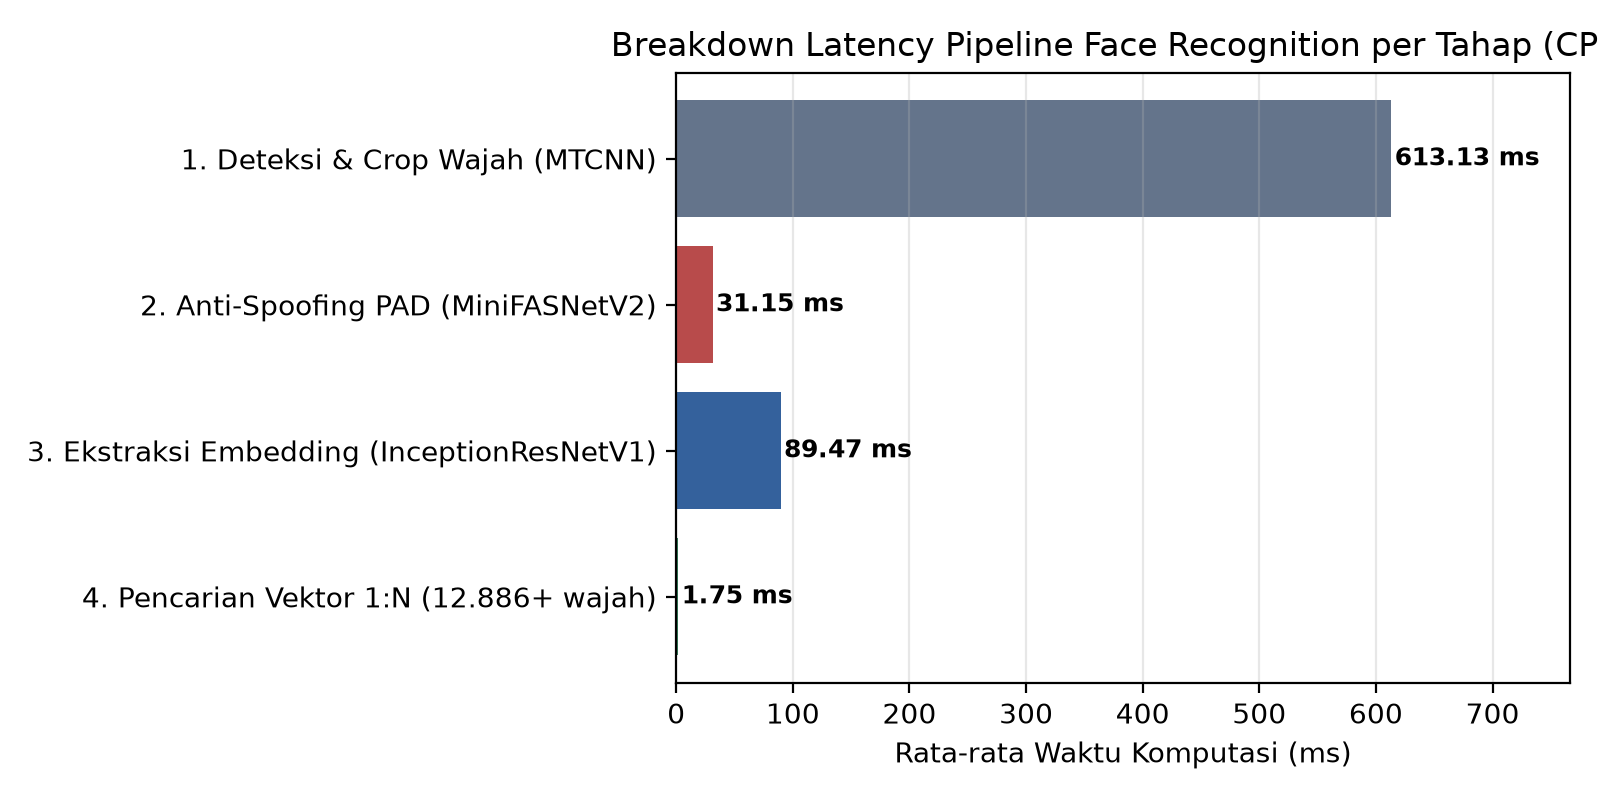 Breakdown Latency Pipeline Face Recognition per Tahap (CP
1. Deteksi & Crop Wajah (MTCNN)
613.13 ms
2. Anti-Spoofing PAD (MiniFASNetV2)
31.15 ms
3. Ekstraksi Embedding (InceptionResNetV1)
89.47 ms
4. Pencarian Vektor 1:N (12.886+ wajah)
1.75 ms
0 100 200 300 400 500 600 700
Rata-rata Waktu Komputasi (ms)